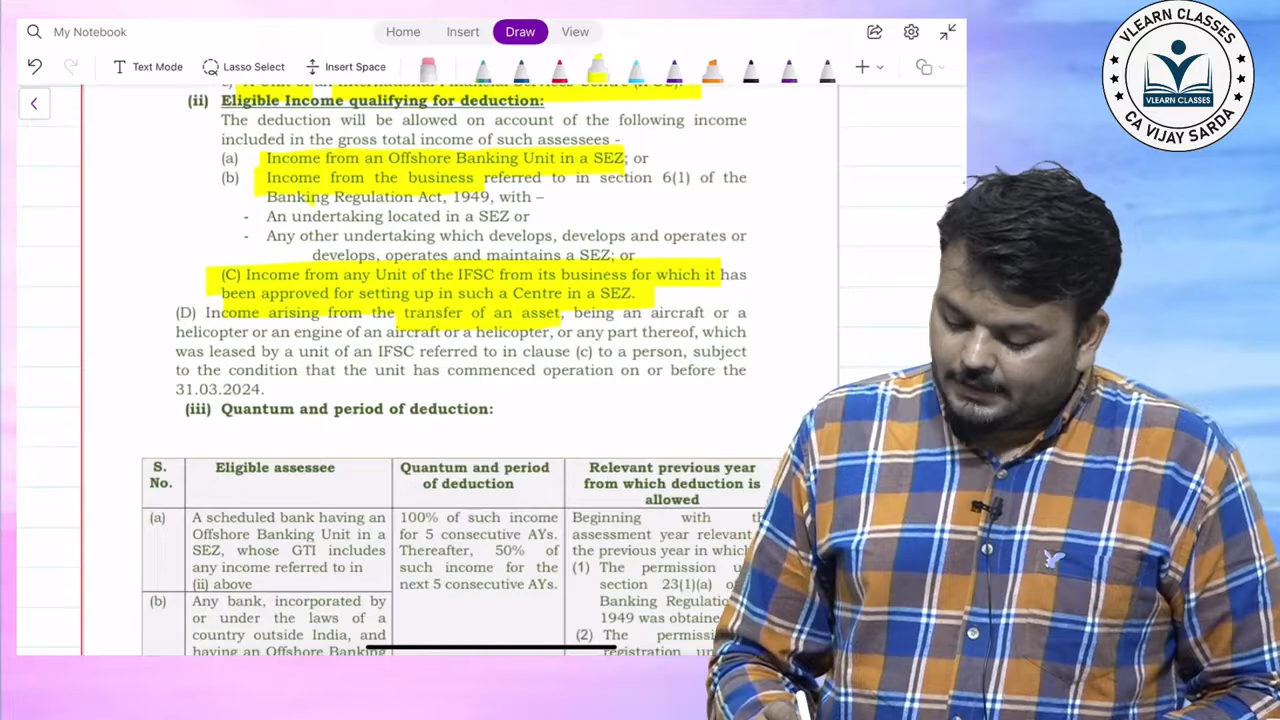 My Notebook
Home Insert Draw View
Text Mode Lasso Select Insert Space
(ii) Eligible Income qualifying for deduction:
The deduction will be allowed on account of the following income
included in the gross total income of such assessees -
(a) Income from an Offshore Banking Unit in a SEZ; or
(b) Income from the business referred to in section 6(1) of the
Banking Regulation Act, 1949, with –
- An undertaking located in a SEZ or
- Any other undertaking which develops, develops and operates or
develops, operates and maintains a SEZ; or
(C) Income from any Unit of the IFSC from its business for which it has
been approved for setting up in such a Centre in a SEZ.
(D) Income arising from the transfer of an asset, being an aircraft or a
helicopter or an engine of an aircraft or a helicopter, or any part thereof, which
was leased by a unit of an IFSC referred to in clause (c) to a person, subject
to the condition that the unit has commenced operation on or before the
31.03.2024.
(iii) Quantum and period of deduction:
S. No.
Eligible assessee
Quantum and period
of deduction
Relevant previous year
from which deduction is
allowed
(a)
A scheduled bank having an
Offshore Banking Unit in a
SEZ, whose GTI includes
any income referred to in
(ii) above
100% of such income
for 5 consecutive AYs.
Thereafter, 50% of
such income for the
next 5 consecutive AYs.
Beginning with
assessment year relevant
the previous year in which
(1) The permission
section 23(1)(a)
Banking Regulation
1949 was obtained
(2) The
registration
(b)
Any bank, incorporated by
or under the laws of a
country outside India, and
having an Offshore Banking
VLEARN CLASSES
VLEARN CLASSES
CA VIJAY SARDA